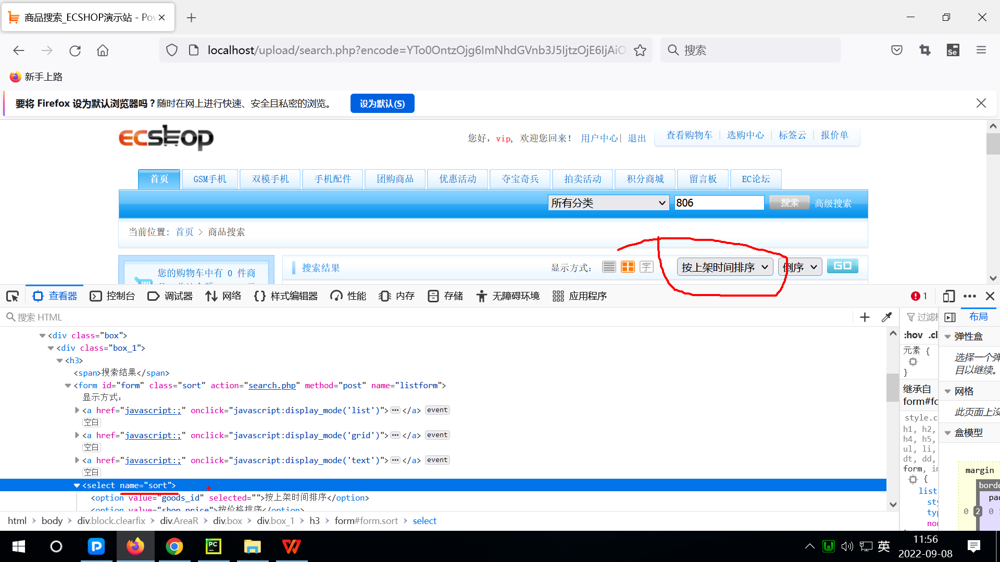 商品搜索_ECSHOP演示站 - Pow
localhost/upload/search.php?encode=YTo0OntzOjg6ImNhdGVnb3J5IjtzOjE6IjAiO
搜索
Se
新手上路
要将 Firefox 设为默认浏览器吗？随时在网上进行快速、安全且私密的浏览。
设为默认(S)
ecshop
您好，vip, 欢迎您回来！ 用户中心| 退出
查看购物车 | 选购中心 | 标签云 | 报价单
首页 GSM手机 双模手机 手机配件 团购商品 优惠活动 夺宝奇兵 拍卖活动 积分商城 留言板 EC论坛
所有分类 806 搜索 高级搜索
当前位置: 首页 > 商品搜索
您的购物车中有 0 件商
搜索结果
显示方式: 字 按上架时间排序 倒序 GO
查看器 控制台 调试器 网络 样式编辑器 性能 内存 存储 无障碍环境 应用程序 1
搜索 HTML
<div class="box">
<div class="box_1">
<h3>
<span>搜索结果</span>
<form id="form" class="sort" action="search.php" method="post" name="listform">
显示方式:
<a href="javascript:;" onclick="javascript:display_mode('list')">⋯</a> event
空白
<a href="javascript:;" onclick="javascript:display_mode('grid')">⋯</a> event
空白
<a href="javascript:;" onclick="javascript:display_mode('text')">⋯</a> event
空白
<select name="sort">
<option value="goods_id" selected="">按上架时间排序</option>
<option value="shop_price">按价格排序</option>
html > body > div.block.clearfix > div.AreaR > div.box > div.box_1 > h3 > form#form.sort > select
过滤
:hov .cl
元素 {
}
继承自
form#fo
style.c
h1, h2,
h4, h5,
ul, li,
dt, dd,
form, in
{
list
sty
typ
non
布局
弹性盒
选择一个弹
目以继续。
网格
此页面上没
盒模型
margin
borde
pad
0 2 0
PC
英
11:56
2022-09-08